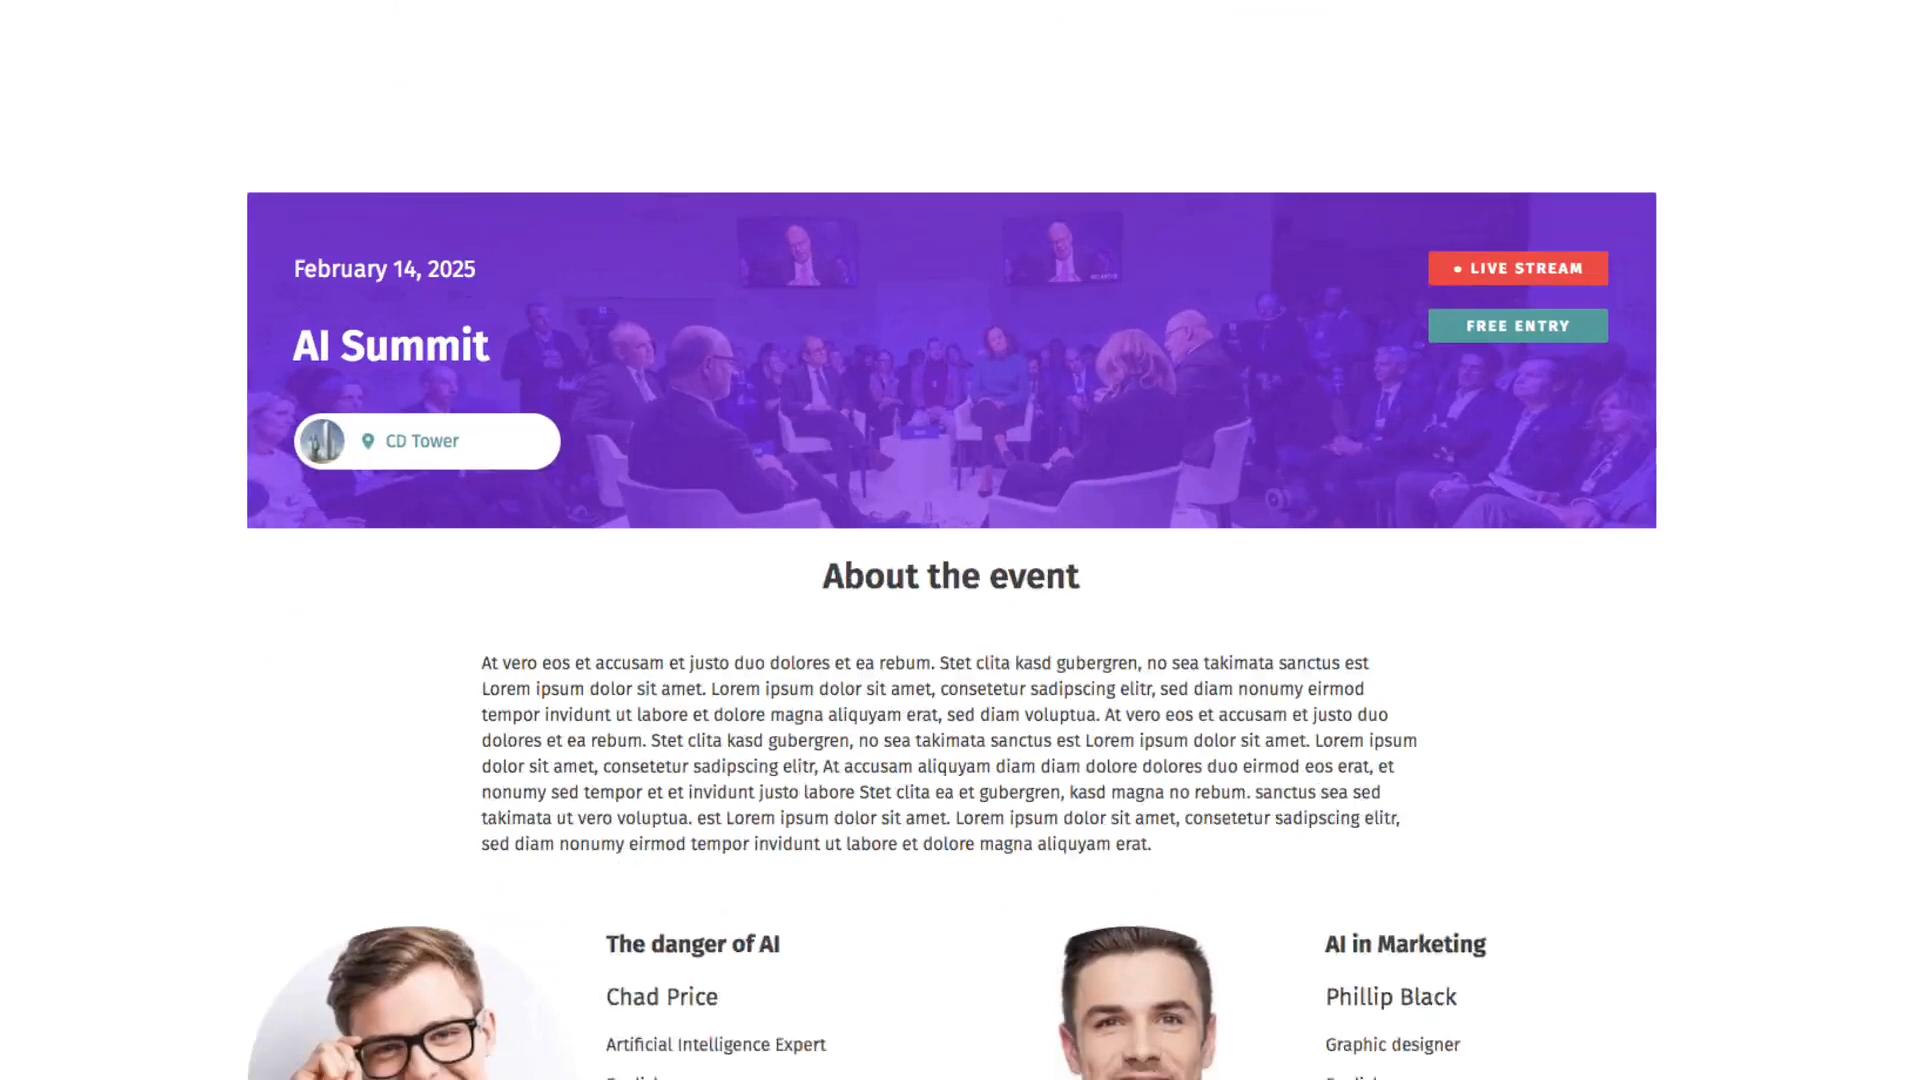 February 14, 2025
LIVE STREAM
FREE ENTRY
AI Summit
CD Tower
About the event
At vero eos et accusam et justo duo dolores et ea rebum. Stet clita kasd gubergren, no sea takimata sanctus est
Lorem ipsum dolor sit amet. Lorem ipsum dolor sit amet, consetetur sadipscing elitr, sed diam nonumy eirmod
tempor invidunt ut labore et dolore magna aliquyam erat, sed diam voluptua. At vero eos et accusam et justo duo
dolores et ea rebum. Stet clita kasd gubergren, no sea takimata sanctus est Lorem ipsum dolor sit amet. Lorem ipsum
dolor sit amet, consetetur sadipscing elitr, At accusam aliquyam diam diam dolore dolores duo eirmod eos erat, et
nonumy sed tempor et et invidunt justo labore Stet clita ea et gubergren, kasd magna no rebum. sanctus sea sed
takimata ut vero voluptua. est Lorem ipsum dolor sit amet. Lorem ipsum dolor sit amet, consetetur sadipscing elitr,
sed diam nonumy eirmod tempor invidunt ut labore et dolore magna aliquyam erat.
The danger of AI
Chad Price
Artificial Intelligence Expert
AI in Marketing
Phillip Black
Graphic designer